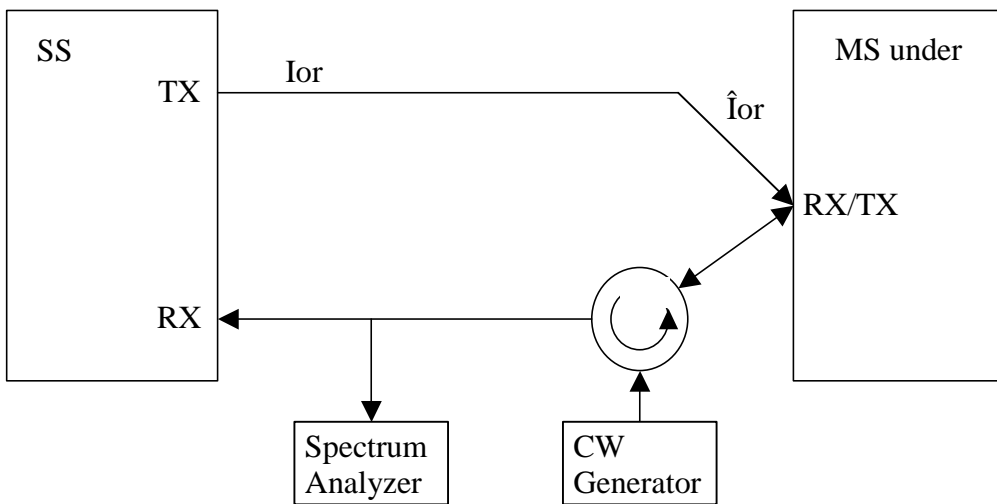 SS
MS under
TX
Ior
Îor
RX/TX
RX
Spectrum
Analyzer
CW
Generator